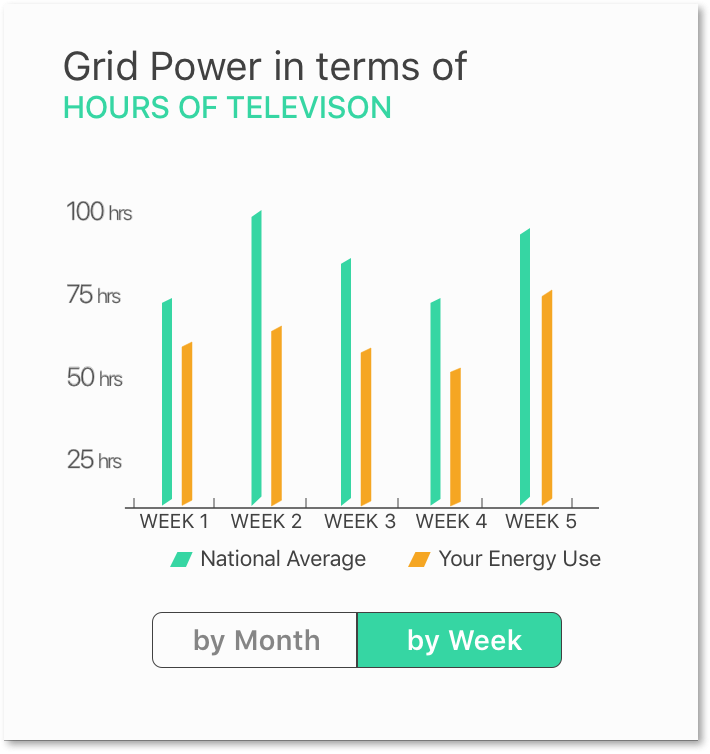 Grid Power in terms of
HOURS OF TELEVISON
100 hrs
75 hrs
50 hrs
25 hrs
WEEK 1 WEEK 2 WEEK 3 WEEK 4 WEEK 5
National Average Your Energy Use
by Month by Week